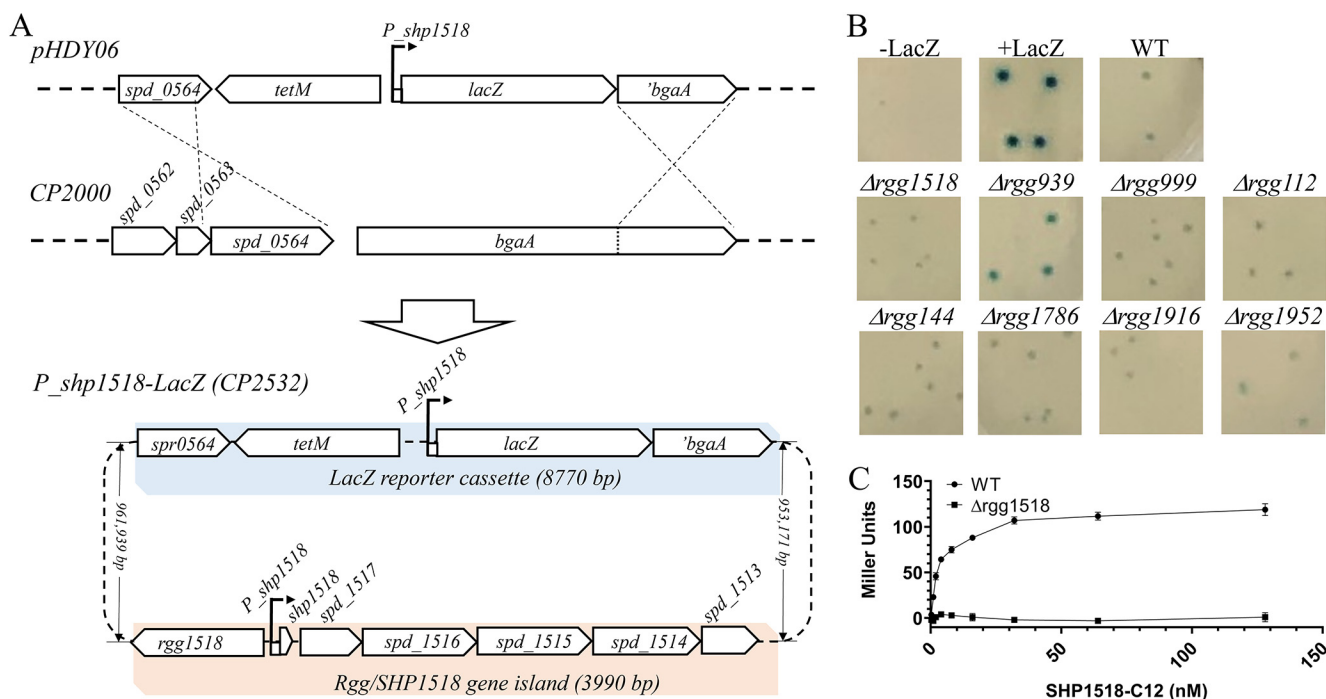 A
pHDY06
P_shp1518
spd_0564
tetM
lacZ
'bgaA
CP2000
spd_0562
spd_0563
spd_0564
bgaA
P_shp1518-LacZ (CP2532)
P_shp1518
spr0564
tetM
lacZ
'bgaA
LacZ reporter cassette (8770 bp)
961,939 bp
953,171 bp
P_shp1518
shp1518
spd_1517
spd_1513
rgg1518
spd_1516
spd_1515
spd_1514
Rgg/SHP1518 gene island (3990 bp)
B
-LacZ
+LacZ
WT
Δrgg1518
Δrgg939
Δrgg999
Δrgg112
Δrgg144
Δrgg1786
Δrgg1916
Δrgg1952
C
WT
Δrgg1518
Miller Units
150
100
50
0
0
50
100
150
SHP1518-C12 (nM)